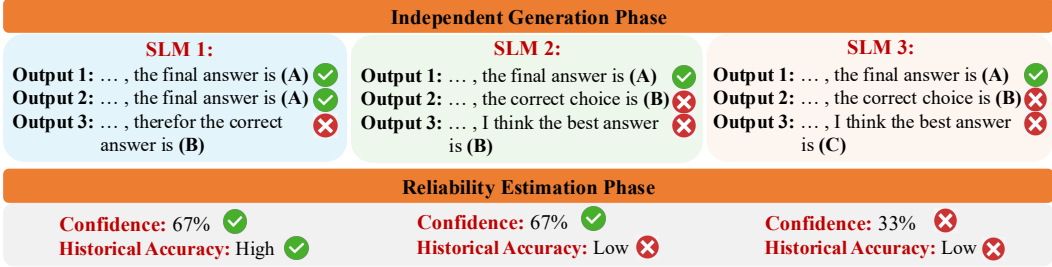 Independent Generation Phase
SLM 1:
Output 1: … , the final answer is (A)
Output 2: … , the final answer is (A)
Output 3: … , therefor the correct
answer is (B)
SLM 2:
Output 1: … , the final answer is (A)
Output 2: … , the correct choice is (B)
Output 3: … , I think the best answer
is (B)
SLM 3:
Output 1: … , the final answer is (A)
Output 2: … , the correct choice is (B)
Output 3: … , I think the best answer
is (C)
Reliability Estimation Phase
Confidence: 67%
Historical Accuracy: High
Confidence: 67%
Historical Accuracy: Low
Confidence: 33%
Historical Accuracy: Low